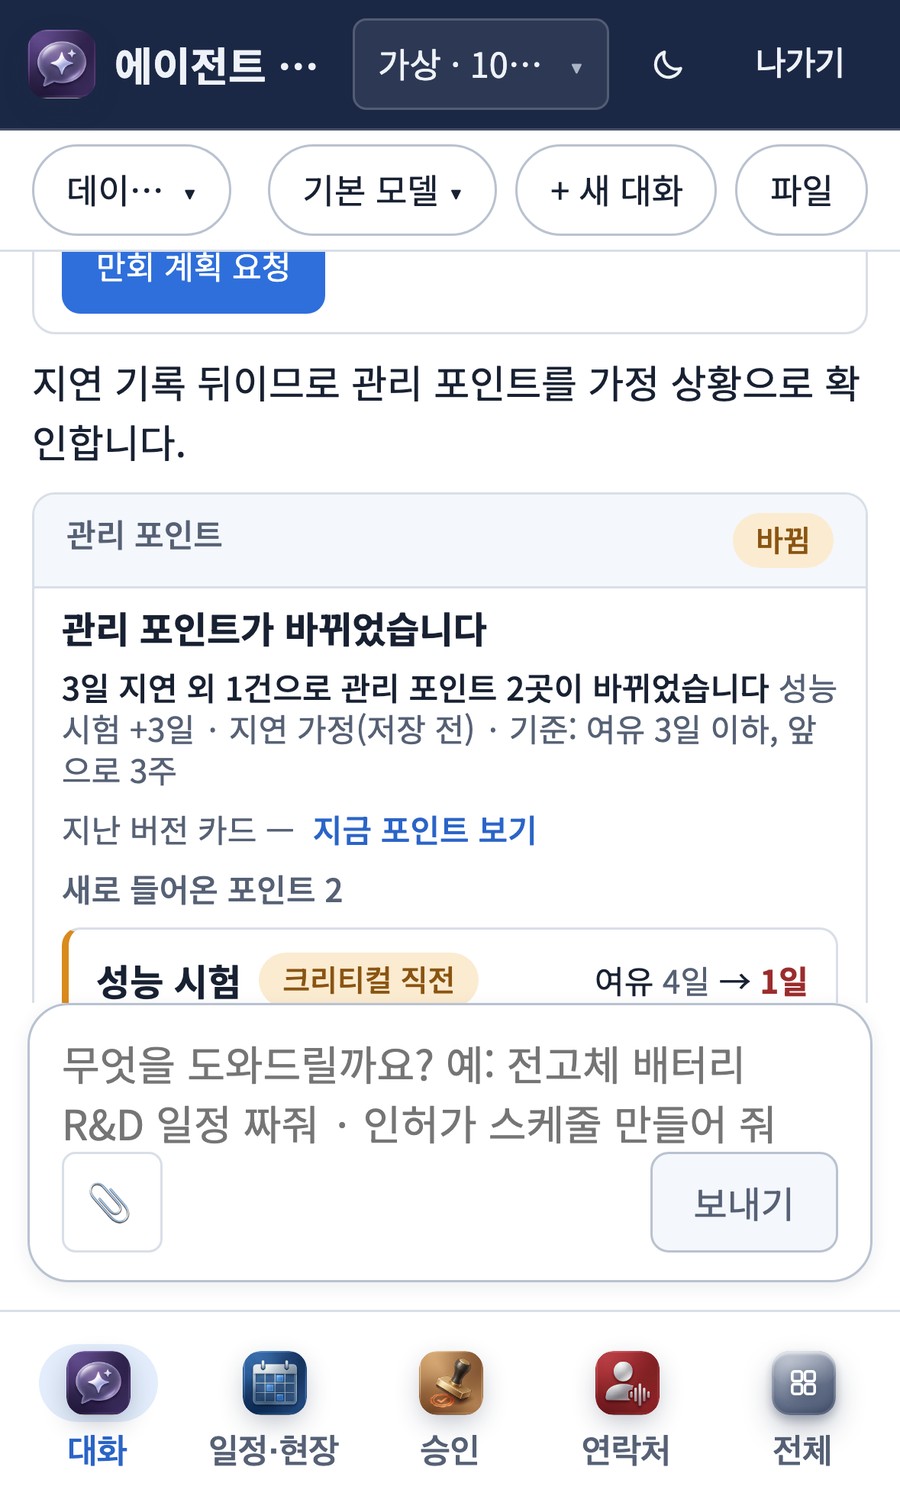 에이전트 ···
가상 · 10··· ▾
나가기
데이··· ▾
기본 모델 ▾
+ 새 대화
파일
만회 계획 요청
지연 기록 뒤이므로 관리 포인트를 가정 상황으로 확
인합니다.
관리 포인트
바뀜
관리 포인트가 바뀌었습니다
3일 지연 외 1건으로 관리 포인트 2곳이 바뀌었습니다 성능
시험 +3일 · 지연 가정(저장 전) · 기준: 여유 3일 이하, 앞
으로 3주
지난 버전 카드 — 지금 포인트 보기
새로 들어온 포인트 2
성능 시험 크리티컬 직전 여유 4일 → 1일
무엇을 도와드릴까요? 예: 전고체 배터리
R&D 일정 짜줘 · 인허가 스케줄 만들어 줘
보내기
대화
일정·현장
승인
연락처
전체